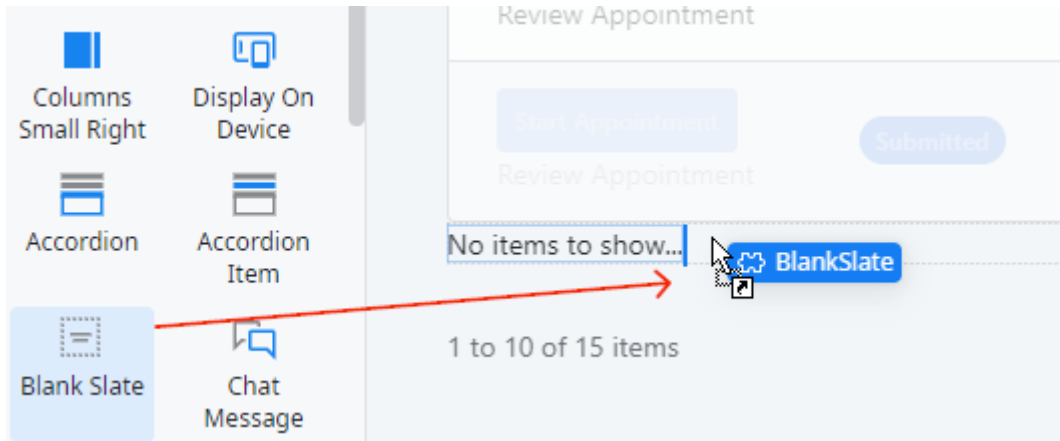 Columns
Small Right
Display On
Device
Accordion
Accordion
Item
Blank Slate
Chat
Message
Review Appointment
Start Appointment
Submitted
Review Appointment
No items to show...
BlankSlate
1 to 10 of 15 items